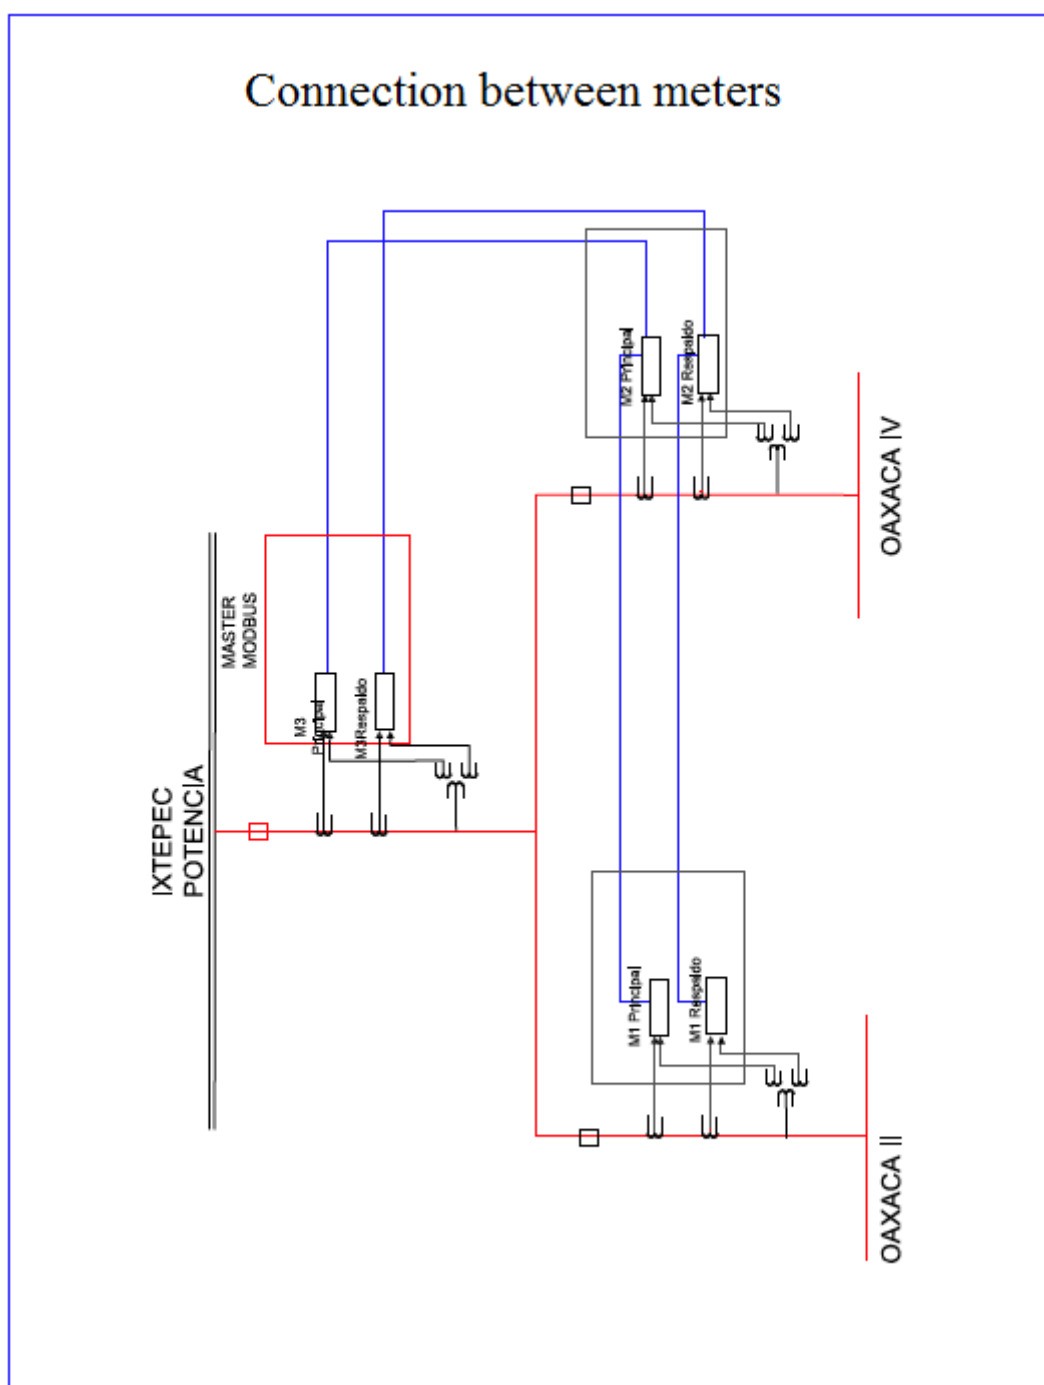 Connection between meters
M2 Principal
M2 Respaldo
OAXACA IV
MASTER
MODBUS
M3
Principal
M3Respaldo
IXTEPEC
POTENCIA
M1 Principal
M1 Respaldo
OAXACA II